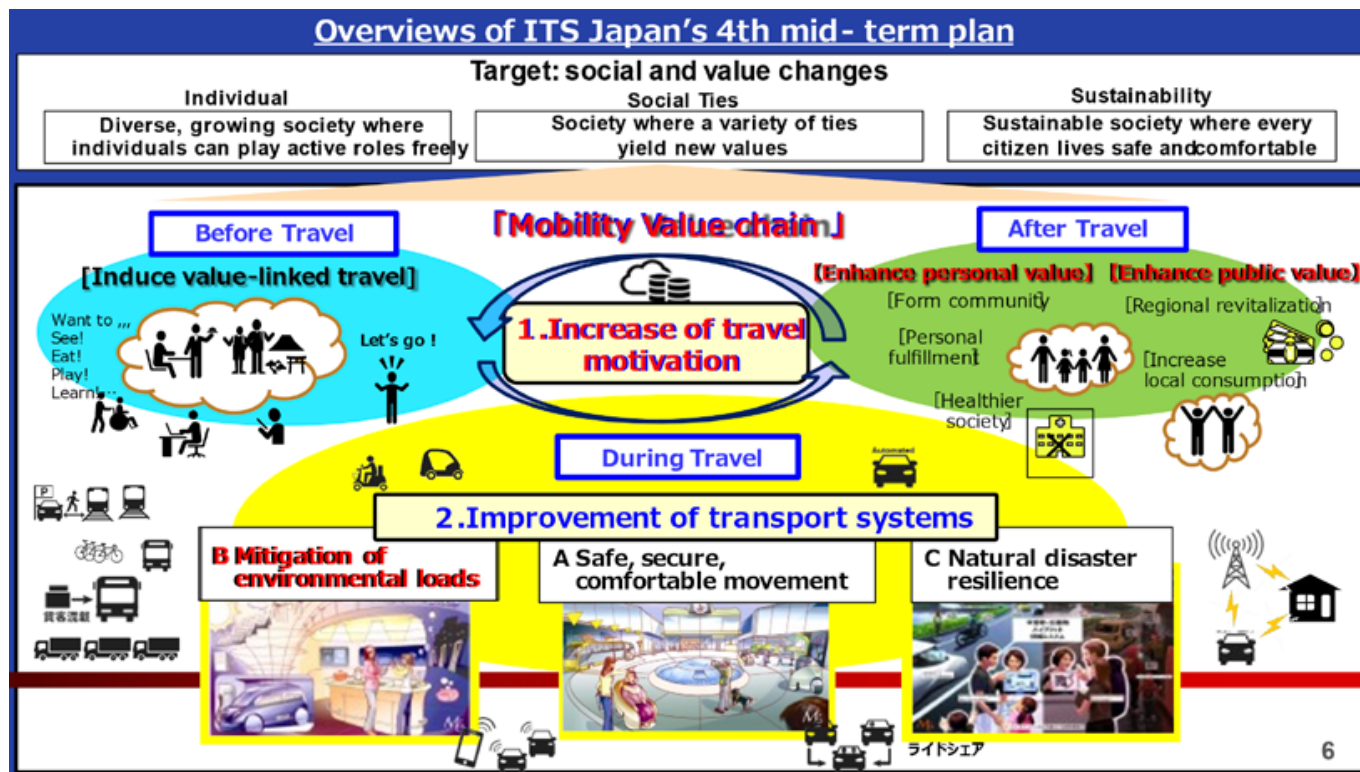 Overviews of ITS Japan's 4th mid- term plan
Target: social and value changes
Individual
Diverse, growing society where
individuals can play active roles freely
Social Ties
Society where a variety of ties
yield new values
Sustainability
Sustainable society where every
citizen lives safe andcomfortable
「Mobility Value chain」
Before Travel
[Induce value-linked travel]
Want to ,,,
See!
Eat!
Play!
Learn!...
Let's go !
1.Increase of travel
motivation
After Travel
【Enhance personal value】
【Enhance public value】
[Form community]
[Regional revitalization]
[Personal
fulfillment]
[Increase
local consumption]
[Healthier
society]
During Travel
Automated
2.Improvement of transport systems
B Mitigation of
environmental loads
A Safe, secure,
comfortable movement
C Natural disaster
resilience
P
貨客混載
ライドシェア
6